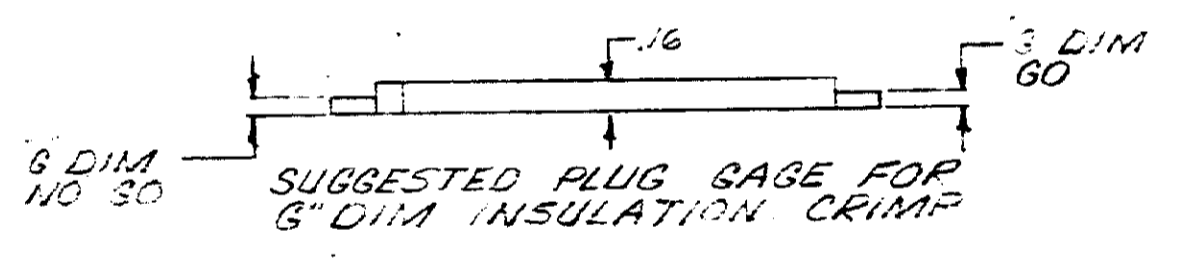 .16
G DIM
GO
G DIM
NO GO
SUGGESTED PLUG GAGE FOR
G" DIM INSULATION CRIMP